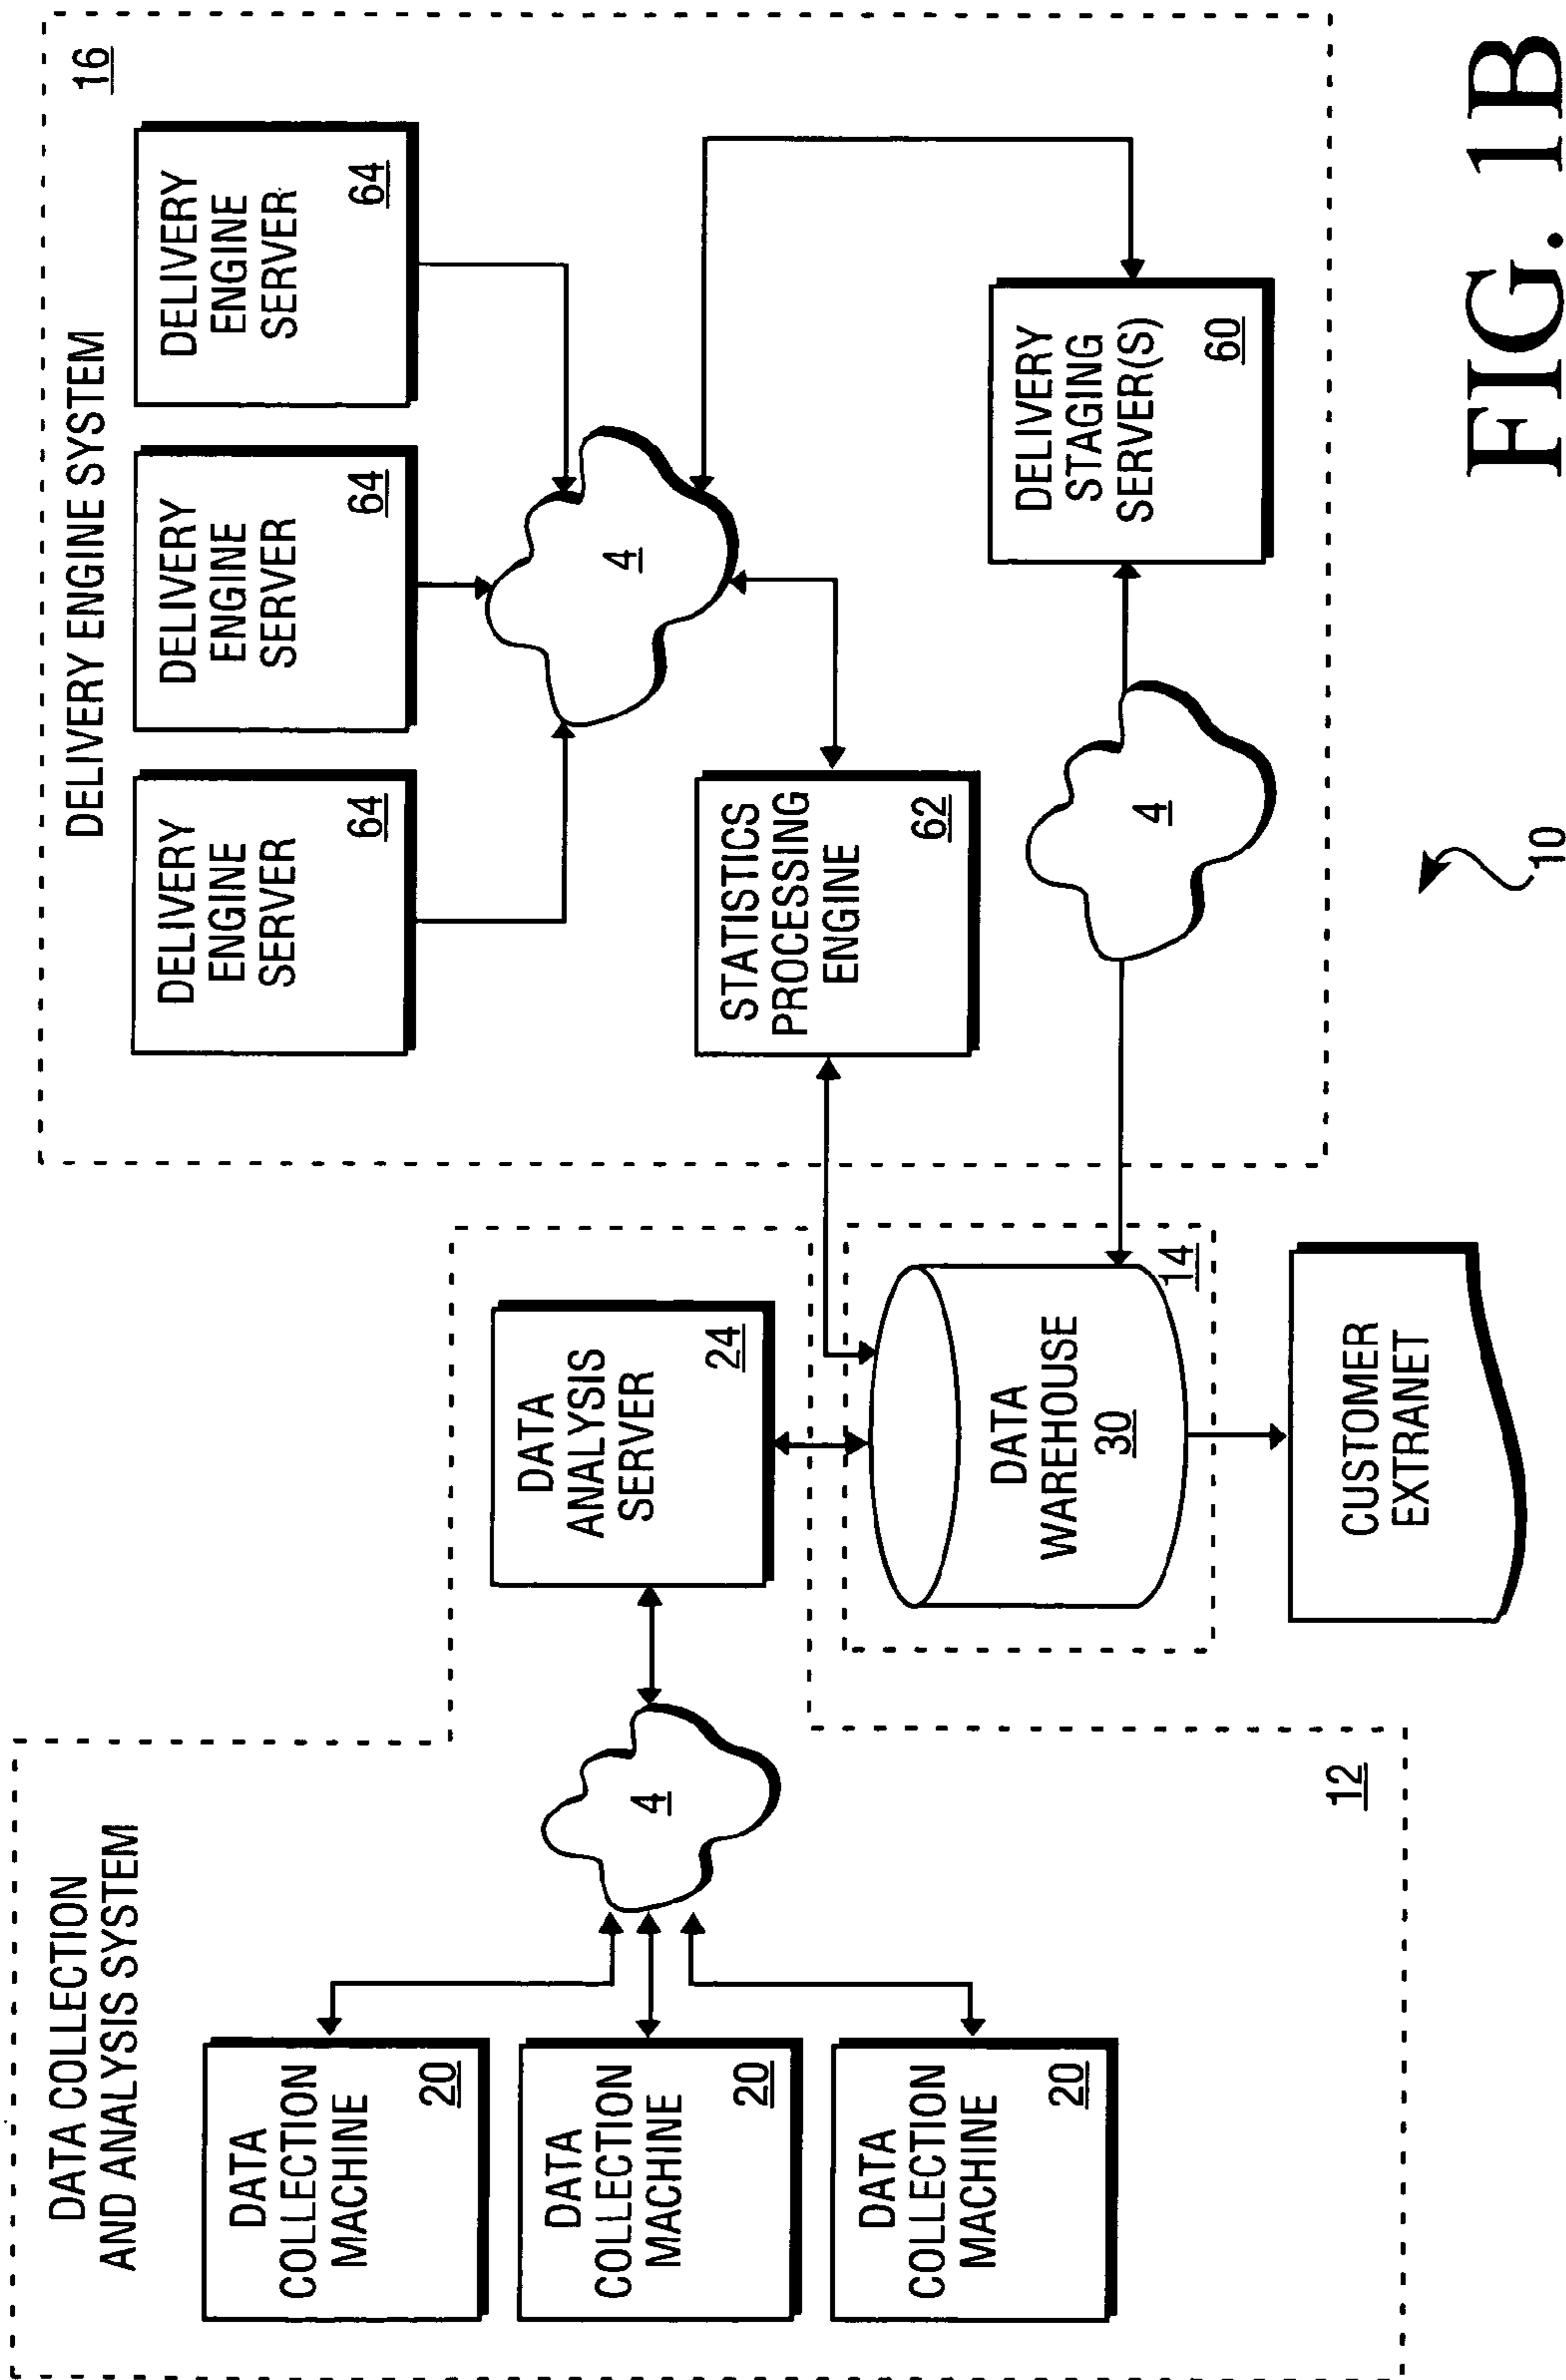 DATA COLLECTION
AND ANALYSIS SYSTEM
DATA
COLLECTION
MACHINE
20
DATA
COLLECTION
MACHINE
20
DATA
COLLECTION
MACHINE
20
4
12
DATA
ANALYSIS
SERVER
24
DATA
WAREHOUSE
30
14
CUSTOMER
EXTRANET
DELIVERY ENGINE SYSTEM
16
DELIVERY
ENGINE
SERVER
64
DELIVERY
ENGINE
SERVER
64
DELIVERY
ENGINE
SERVER
64
4
STATISTICS
PROCESSING
ENGINE
62
4
DELIVERY
STAGING
SERVER(S)
60
10
FIG. 1B